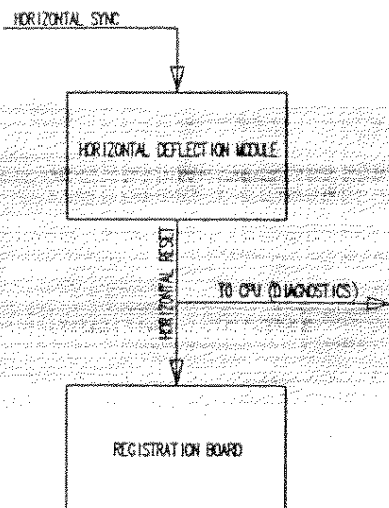 HORIZONTAL SYNC
HORIZONTAL DEFLECTION MODULE
HORIZONTAL RESET
TO CPU (DIAGNOSTICS)
REGISTRATION BOARD